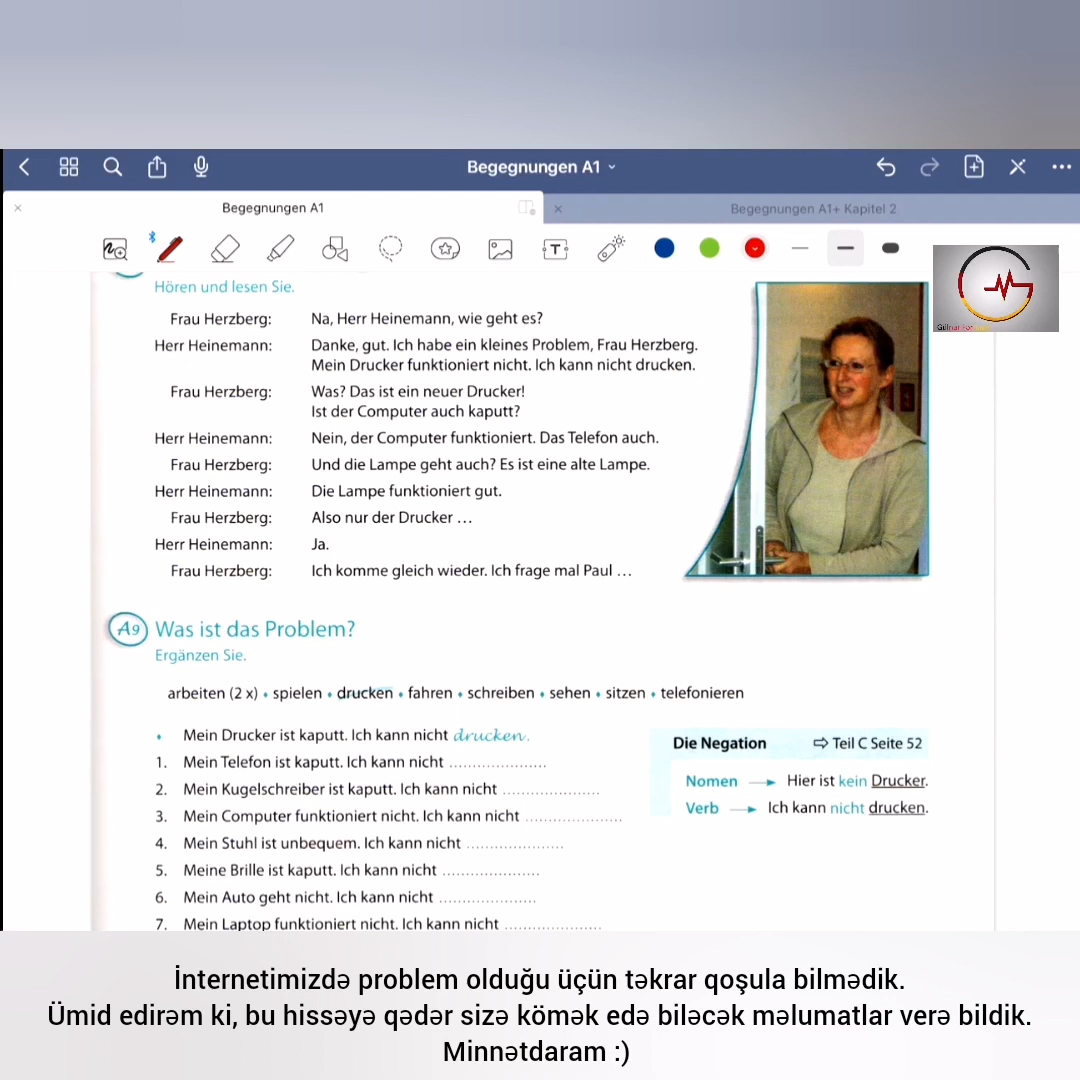 Begegnungen A1
Begegnungen A1
Begegnungen A1+ Kapitel 2
T
Hören und lesen Sie.
Frau Herzberg: Na, Herr Heinemann, wie geht es?
Herr Heinemann: Danke, gut. Ich habe ein kleines Problem, Frau Herzberg.
Mein Drucker funktioniert nicht. Ich kann nicht drucken.
Frau Herzberg: Was? Das ist ein neuer Drucker!
Ist der Computer auch kaputt?
Herr Heinemann: Nein, der Computer funktioniert. Das Telefon auch.
Frau Herzberg: Und die Lampe geht auch? Es ist eine alte Lampe.
Herr Heinemann: Die Lampe funktioniert gut.
Frau Herzberg: Also nur der Drucker …
Herr Heinemann: Ja.
Frau Herzberg: Ich komme gleich wieder. Ich frage mal Paul …
A9 Was ist das Problem?
Ergänzen Sie.
arbeiten (2 x) • spielen • drucken • fahren • schreiben • sehen • sitzen • telefonieren
• Mein Drucker ist kaputt. Ich kann nicht drucken.
1. Mein Telefon ist kaputt. Ich kann nicht ....................
2. Mein Kugelschreiber ist kaputt. Ich kann nicht ....................
3. Mein Computer funktioniert nicht. Ich kann nicht ....................
4. Mein Stuhl ist unbequem. Ich kann nicht ....................
5. Meine Brille ist kaputt. Ich kann nicht ....................
6. Mein Auto geht nicht. Ich kann nicht ....................
7. Mein Laptop funktioniert nicht. Ich kann nicht ....................
Die Negation ⇨ Teil C Seite 52
Nomen → Hier ist kein Drucker.
Verb → Ich kann nicht drucken.
İnternetimizdə problem olduğu üçün təkrar qoşula bilmədik.
Ümid edirəm ki, bu hissəyə qədər sizə kömək edə biləcək məlumatlar verə bildik.
Minnətdaram :)